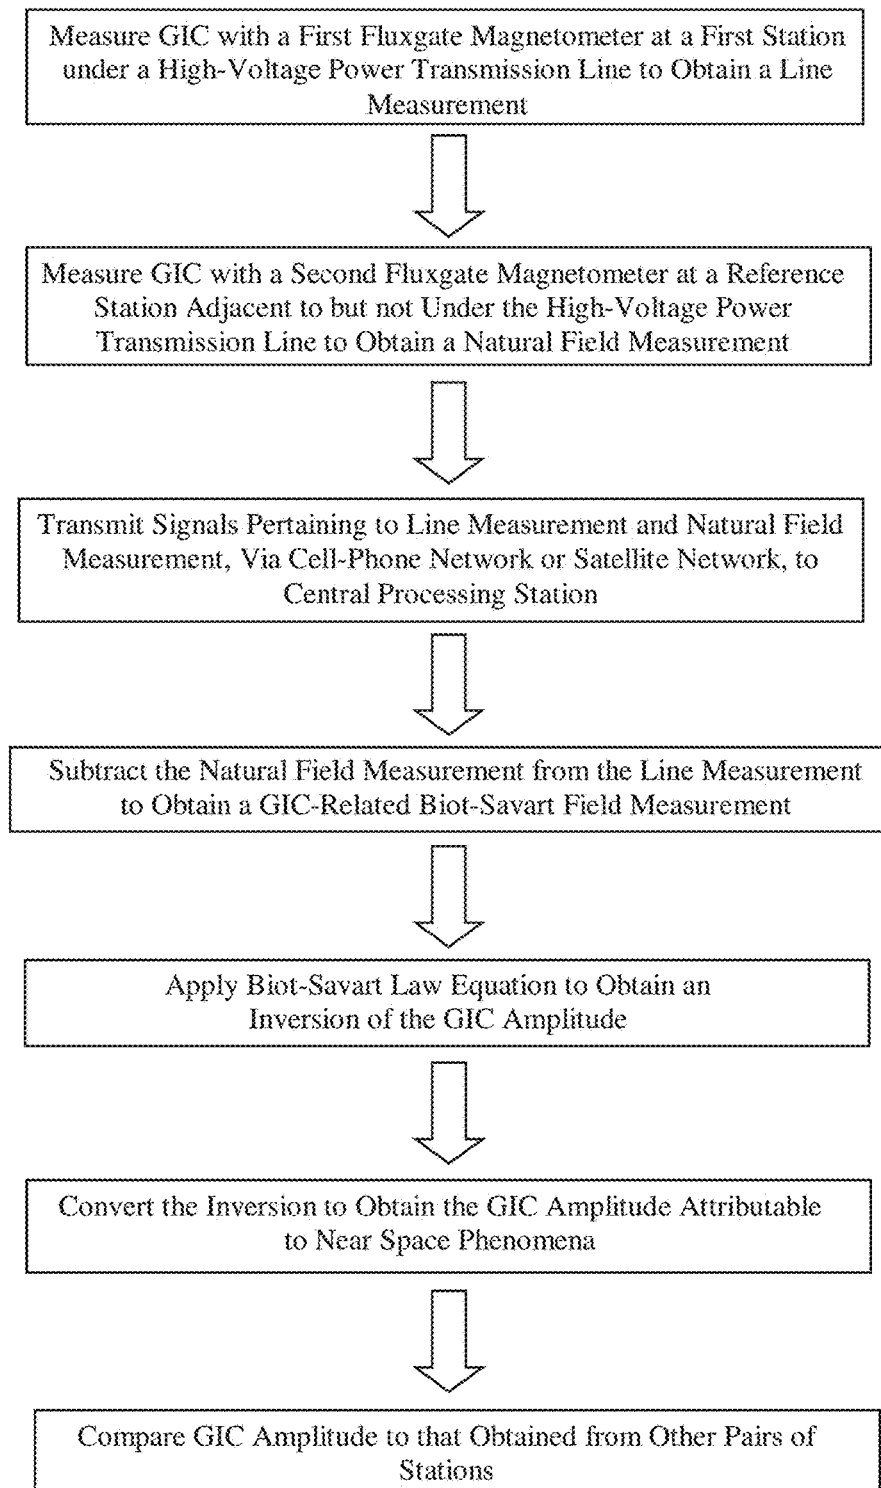 Measure GIC with a First Fluxgate Magnetometer at a First Station
under a High-Voltage Power Transmission Line to Obtain a Line
Measurement
Measure GIC with a Second Fluxgate Magnetometer at a Reference
Station Adjacent to but not Under the High-Voltage Power
Transmission Line to Obtain a Natural Field Measurement
Transmit Signals Pertaining to Line Measurement and Natural Field
Measurement, Via Cell-Phone Network or Satellite Network, to
Central Processing Station
Subtract the Natural Field Measurement from the Line Measurement
to Obtain a GIC-Related Biot-Savart Field Measurement
Apply Biot-Savart Law Equation to Obtain an
Inversion of the GIC Amplitude
Convert the Inversion to Obtain the GIC Amplitude Attributable
to Near Space Phenomena
Compare GIC Amplitude to that Obtained from Other Pairs of
Stations